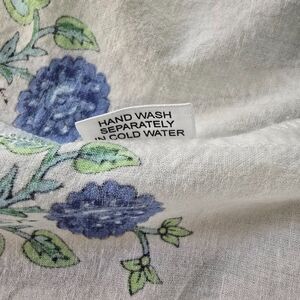 HAND WASH
SEPARATELY
IN COLD WATER